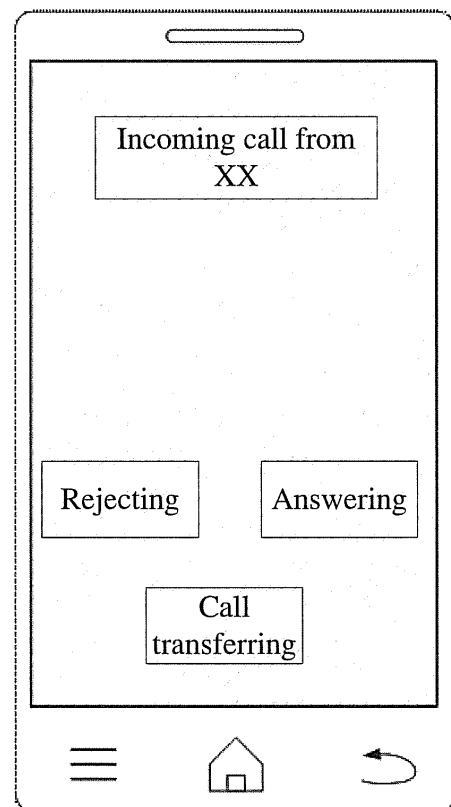 Incoming call from
XX
Rejecting
Answering
Call
transferring